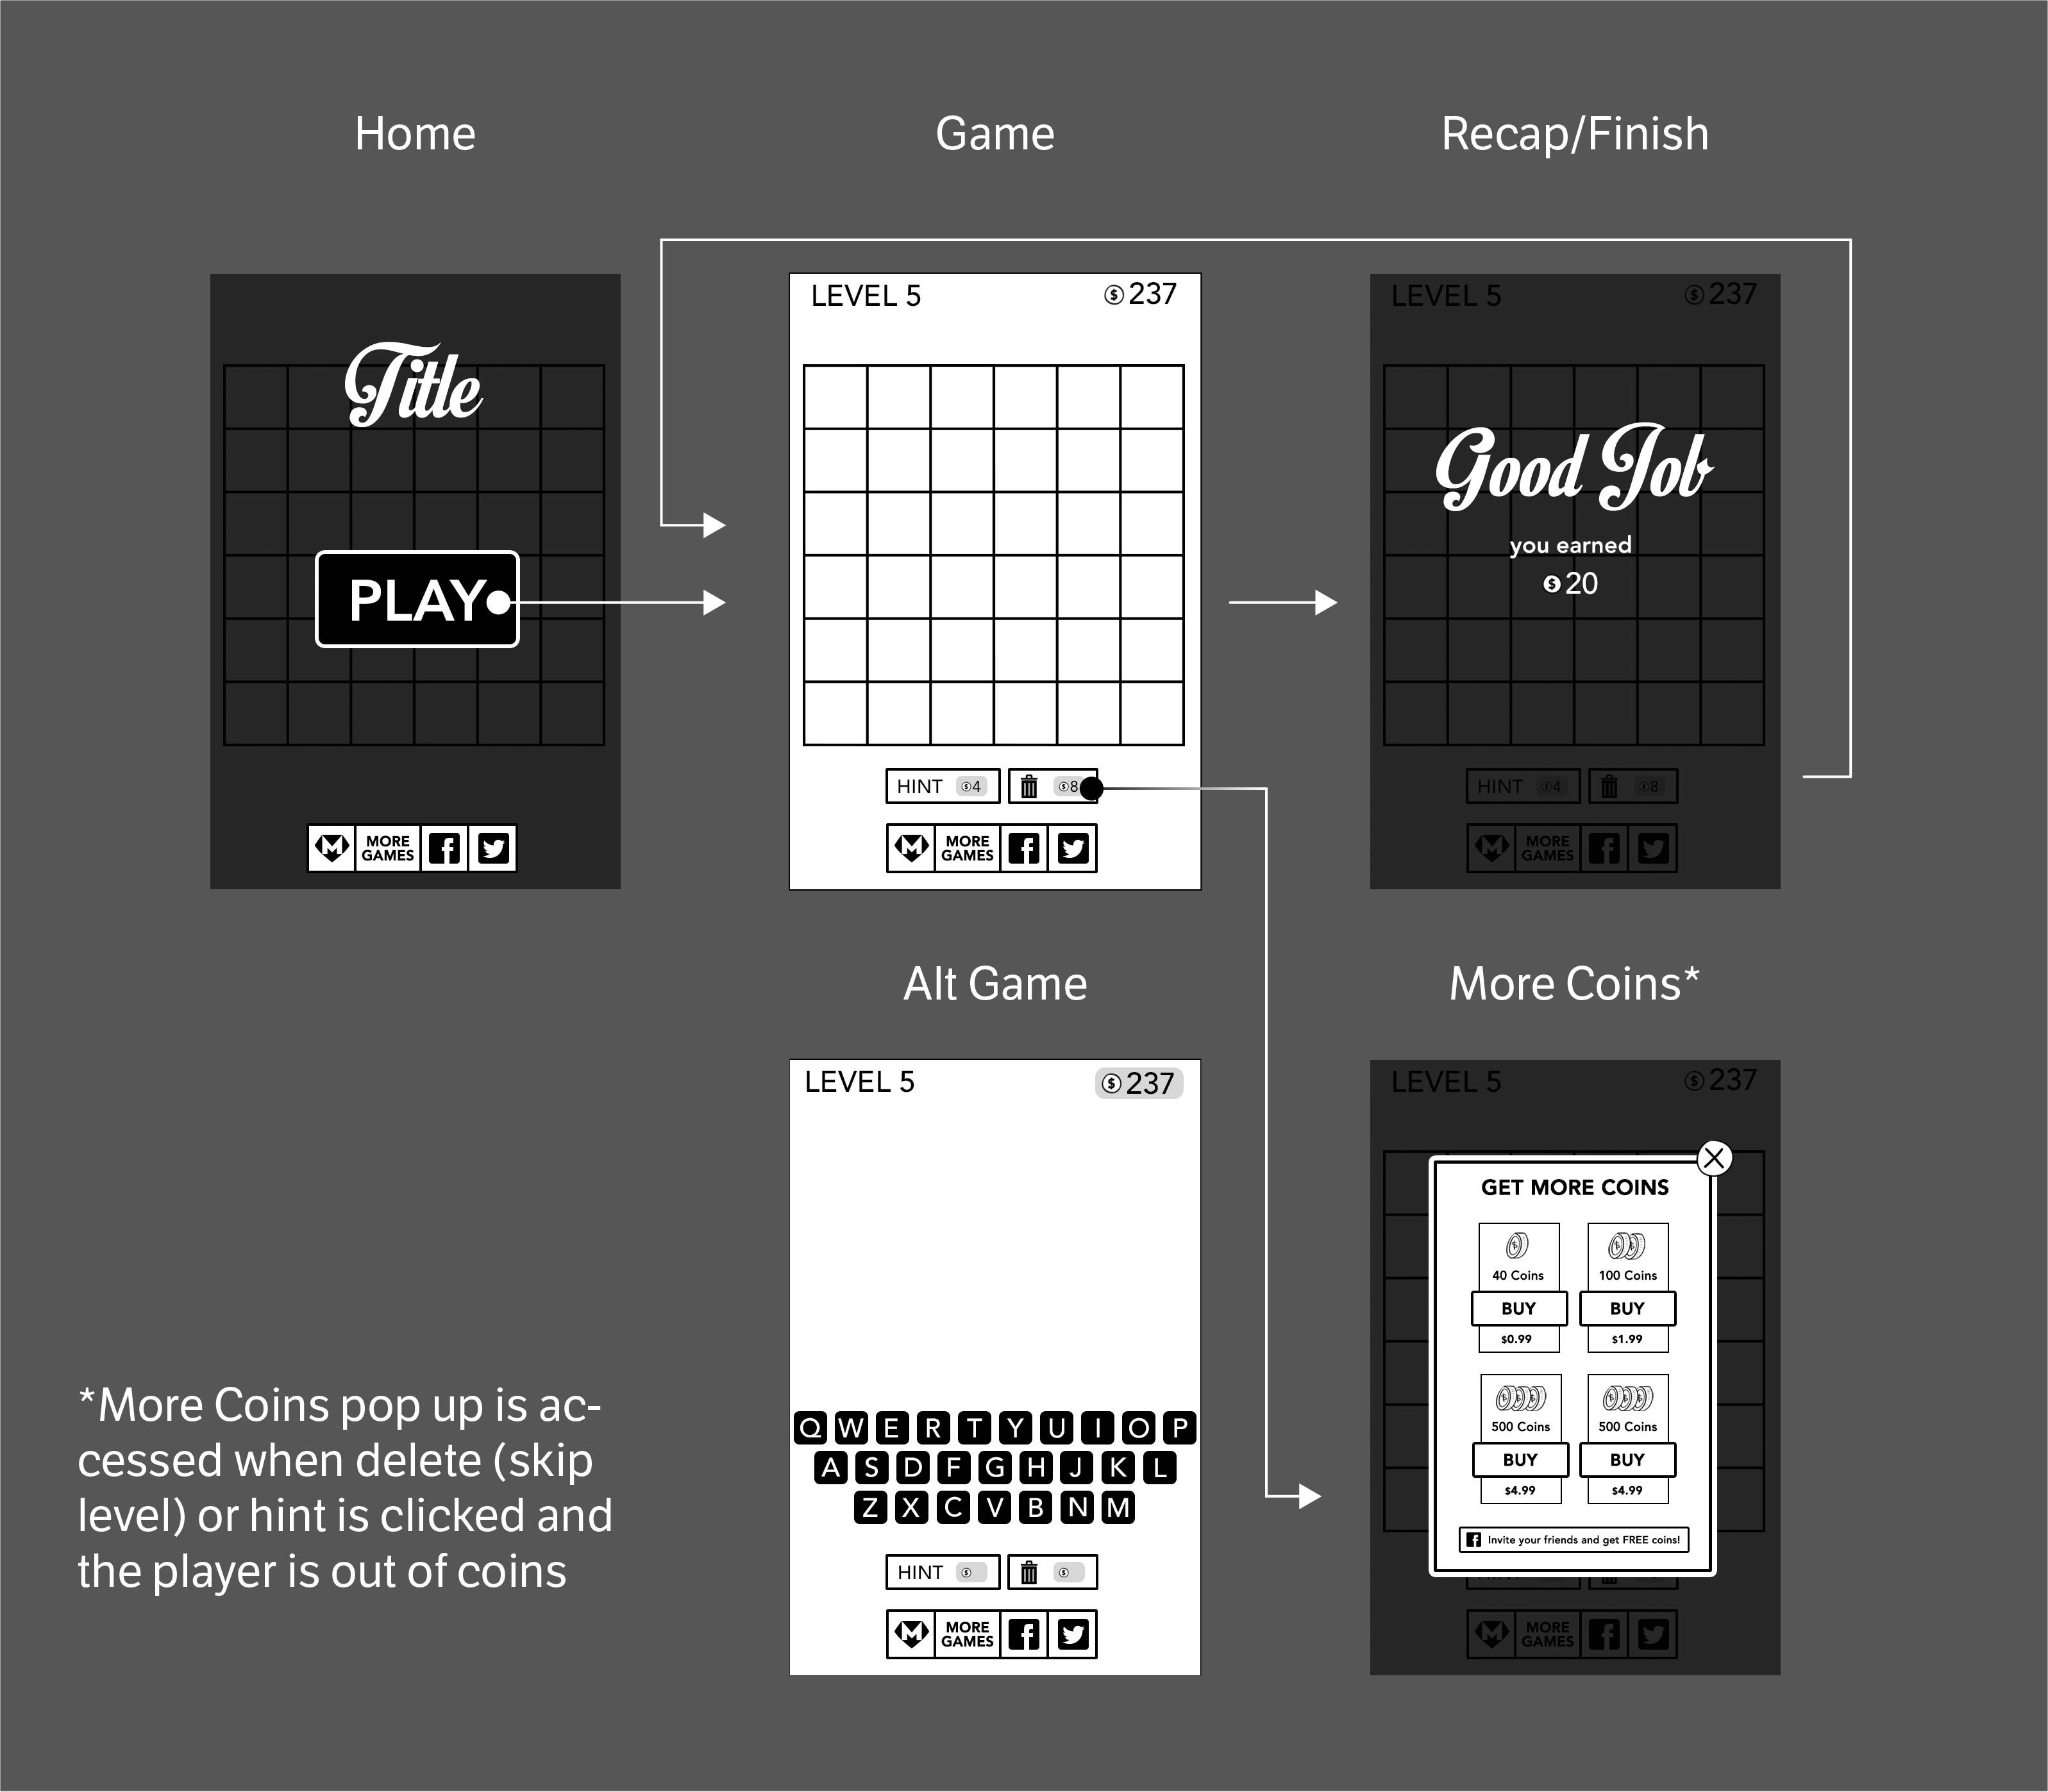 Home
Game
Recap/Finish
Title
PLAY
MORE
GAMES
LEVEL 5
$ 237
HINT $4
$8
M MORE
GAMES
LEVEL 5
$ 237
Good Job
you earned
$ 20
HINT $4
$8
M MORE
GAMES
Alt Game
More Coins*
LEVEL 5
$ 237
Q W E R T Y U I O P
A S D F G H J K L
Z X C V B N M
HINT $
$
M MORE
GAMES
LEVEL 5
$ 237
GET MORE COINS
40 Coins
BUY
$0.99
100 Coins
BUY
$1.99
500 Coins
BUY
$4.99
500 Coins
BUY
$4.99
Invite your friends and get FREE coins!
M MORE
GAMES
*More Coins pop up is ac-
cessed when delete (skip
level) or hint is clicked and
the player is out of coins